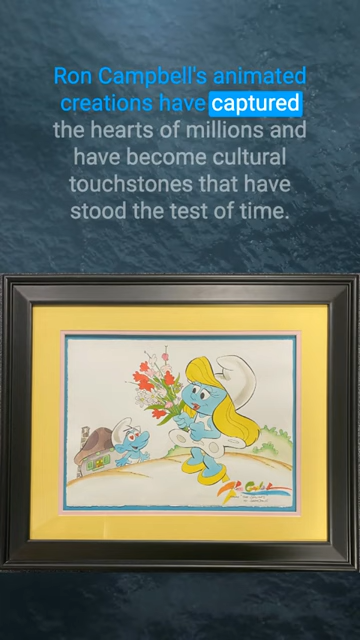 Ron Campbell's animated
creations have captured
the hearts of millions and
have become cultural
touchstones that have
stood the test of time.